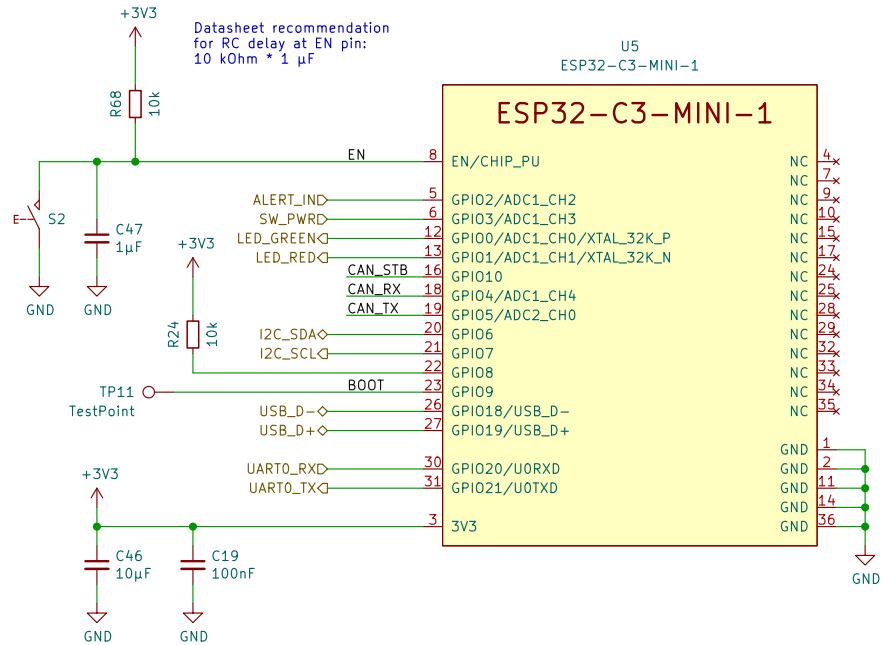 +3V3
Datasheet recommendation
for RC delay at EN pin:
10 kOhm * 1 µF
U5
ESP32-C3-MINI-1
R68
10k
ESP32-C3-MINI-1
EN
8
EN/CHIP_PU
NC
4
NC
7
ALERT_IN
5
GPIO2/ADC1_CH2
NC
9
S2
SW_PWR
6
GPIO3/ADC1_CH3
NC
10
C47
1µF
LED_GREEN
12
GPIO0/ADC1_CH0/XTAL_32K_P
NC
15
+3V3
LED_RED
13
GPIO1/ADC1_CH1/XTAL_32K_N
NC
17
CAN_STB
16
GPIO10
NC
24
CAN_RX
18
GPIO4/ADC1_CH4
NC
25
GND
GND
CAN_TX
19
GPIO5/ADC2_CH0
NC
28
R24
10k
I2C_SDA
20
GPIO6
NC
29
I2C_SCL
21
GPIO7
NC
32
22
GPIO8
NC
33
TP11
TestPoint
BOOT
23
GPIO9
NC
34
USB_D-
26
GPIO18/USB_D-
NC
35
USB_D+
27
GPIO19/USB_D+
GND
1
UART0_RX
30
GPIO20/U0RXD
GND
2
+3V3
UART0_TX
31
GPIO21/U0TXD
GND
11
GND
14
3
3V3
GND
36
C46
10µF
C19
100nF
GND
GND
GND